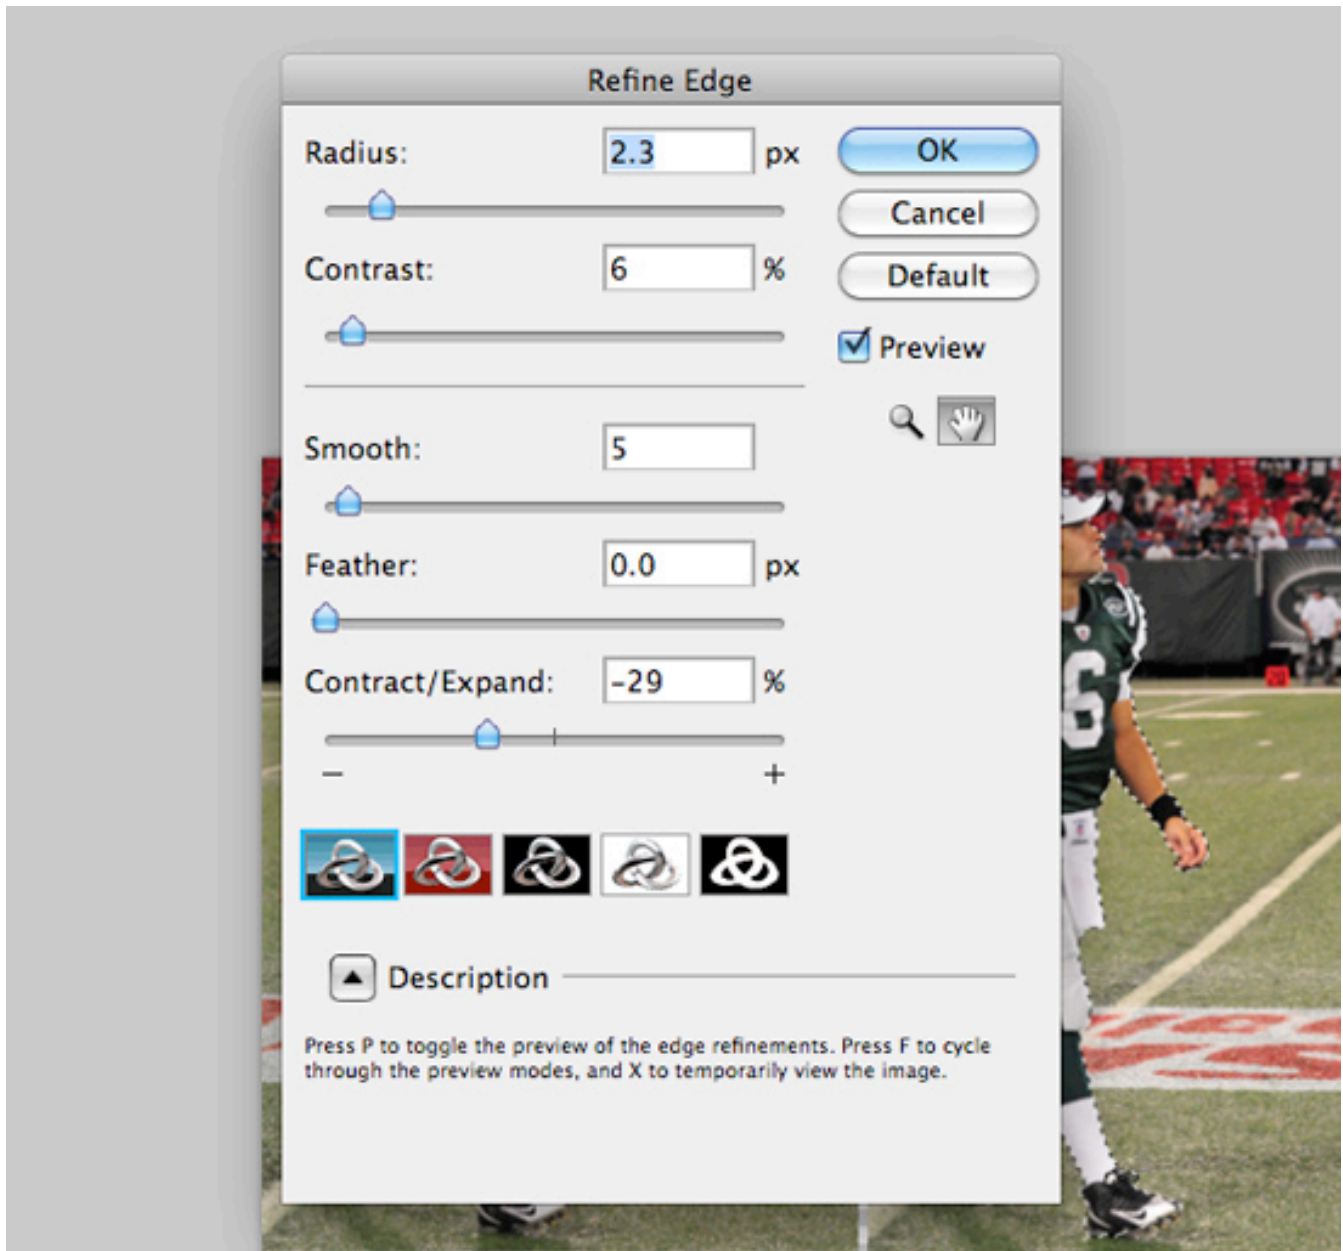 Refine Edge
Radius: 2.3 px
OK
Cancel
Contrast: 6 %
Default
Preview
Smooth: 5
Feather: 0.0 px
Contract/Expand: -29 %
− +
Description
Press P to toggle the preview of the edge refinements. Press F to cycle
through the preview modes, and X to temporarily view the image.
6
20